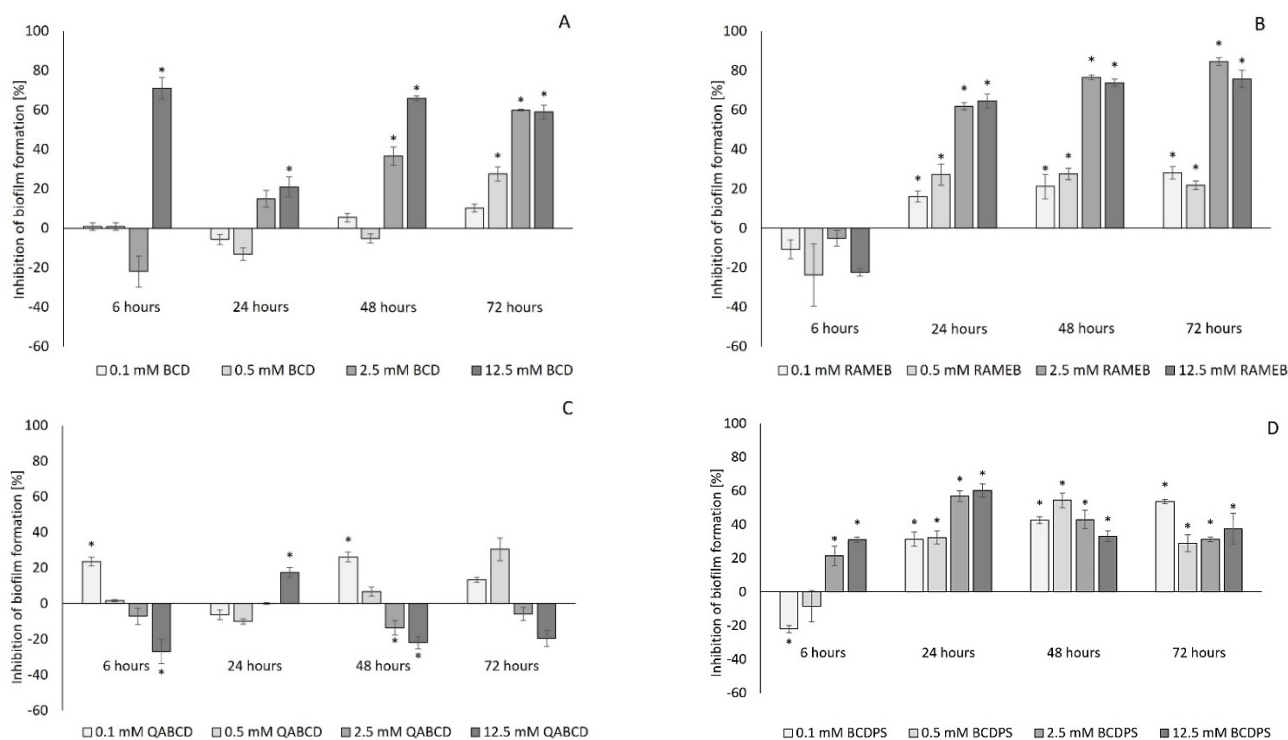 A
Inhibition of biofilm formation [%]
100
80
60
40
20
0
-20
-40
-60
* * * * * * *
6 hours 24 hours 48 hours 72 hours
0.1 mM BCD 0.5 mM BCD 2.5 mM BCD 12.5 mM BCD
B
Inhibition of biofilm formation [%]
100
80
60
40
20
0
-20
-40
-60
* * * * * * * * * * * *
6 hours 24 hours 48 hours 72 hours
0.1 mM RAMEB 0.5 mM RAMEB 2.5 mM RAMEB 12.5 mM RAMEB
C
Inhibition of biofilm formation [%]
100
80
60
40
20
0
-20
-40
-60
* * * * * *
6 hours 24 hours 48 hours 72 hours
0.1 mM QABCD 0.5 mM QABCD 2.5 mM QABCD 12.5 mM QABCD
D
Inhibition of biofilm formation [%]
100
80
60
40
20
0
-20
-40
-60
* * * * * * * * * * * * * * *
6 hours 24 hours 48 hours 72 hours
0.1 mM BCDPS 0.5 mM BCDPS 2.5 mM BCDPS 12.5 mM BCDPS